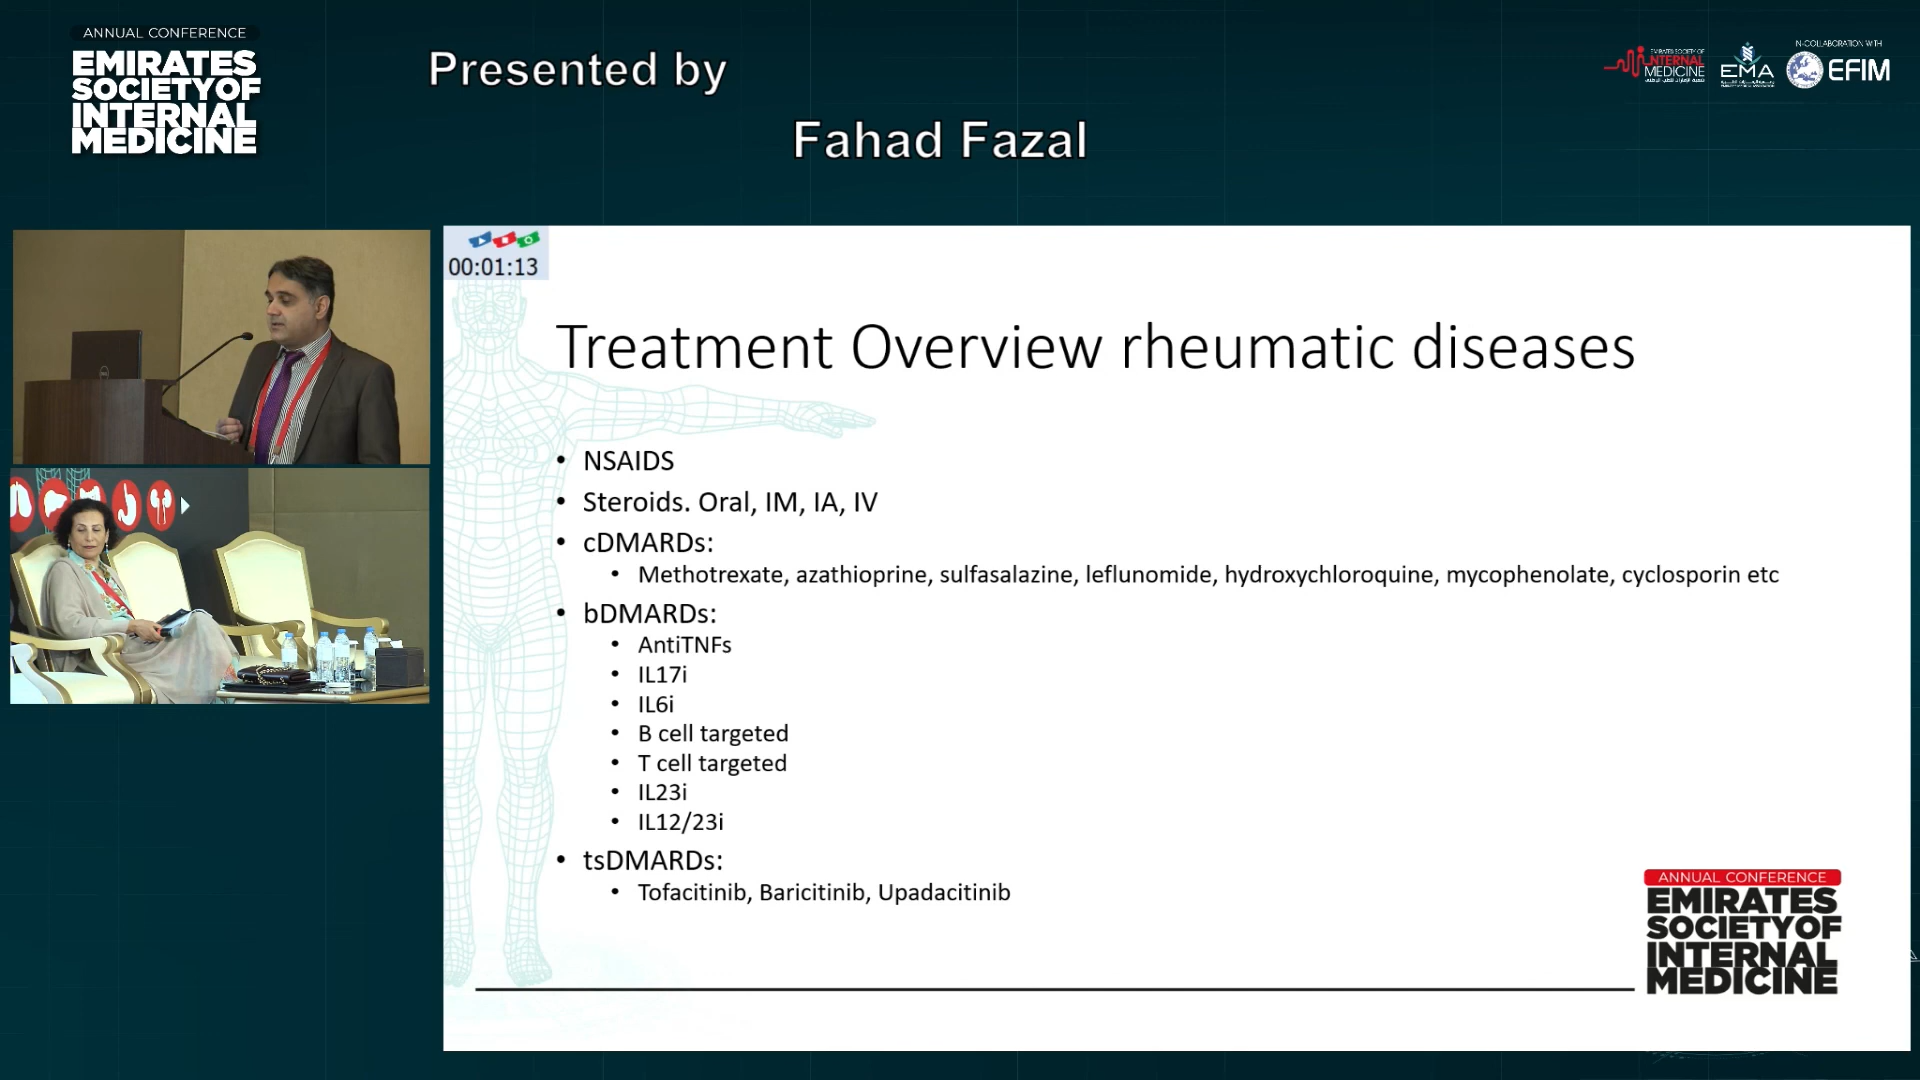 ANNUAL CONFERENCE
EMIRATES
SOCIETYOF
INTERNAL
MEDICINE
Presented by
Fahad Fazal
EMIRATES SOCIETY OF
INTERNAL
MEDICINE
EMA
IN COLLABORATION WITH
EFIM
00:01:13
Treatment Overview rheumatic diseases
• NSAIDS
• Steroids. Oral, IM, IA, IV
• cDMARDs:
• Methotrexate, azathioprine, sulfasalazine, leflunomide, hydroxychloroquine, mycophenolate, cyclosporin etc
• bDMARDs:
• AntiTNFs
• IL17i
• IL6i
• B cell targeted
• T cell targeted
• IL23i
• IL12/23i
• tsDMARDs:
• Tofacitinib, Baricitinib, Upadacitinib
ANNUAL CONFERENCE
EMIRATES
SOCIETYOF
INTERNAL
MEDICINE